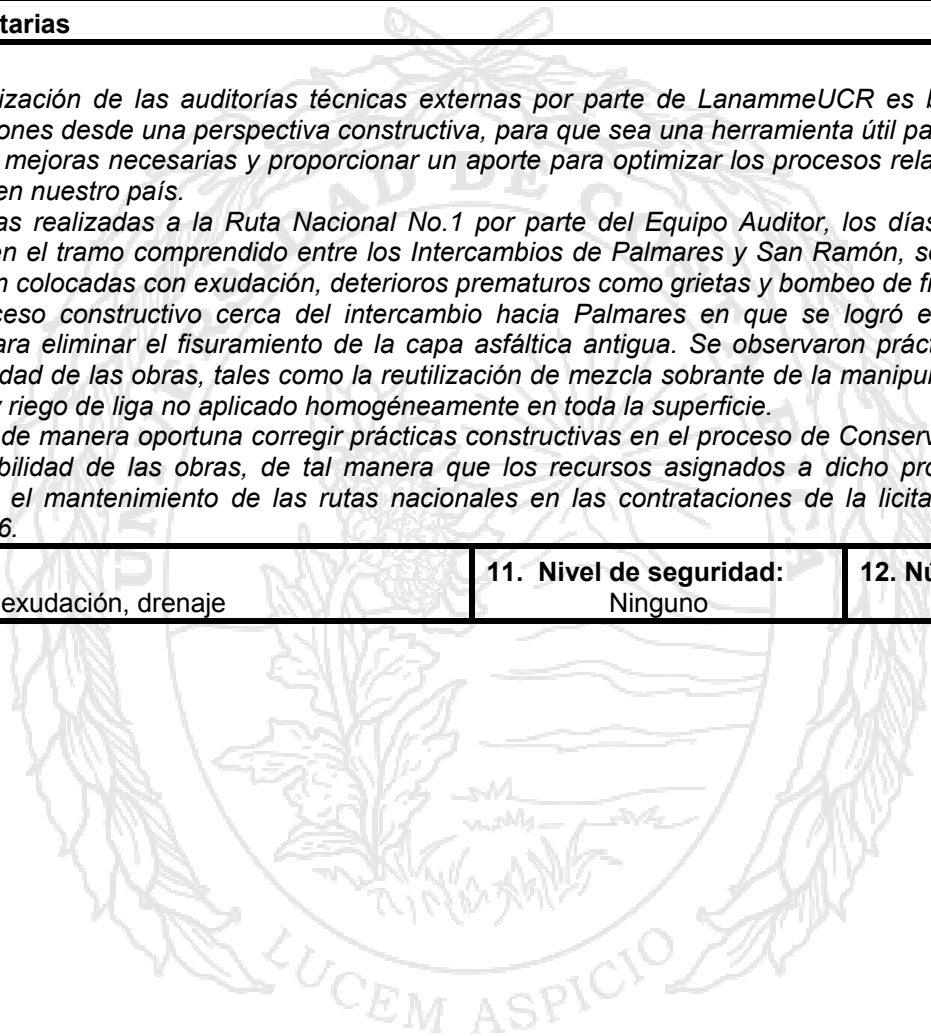 tarias
ización de las auditorías técnicas externas por parte de LanammeUCR es b
iones desde una perspectiva constructiva, para que sea una herramienta útil pa
mejoras necesarias y proporcionar un aporte para optimizar los procesos rela
en nuestro país.
as realizadas a la Ruta Nacional No.1 por parte del Equipo Auditor, los días
en el tramo comprendido entre los Intercambios de Palmares y San Ramón, se
n colocadas con exudación, deterioros prematuros como grietas y bombeo de fi
ceso constructivo cerca del intercambio hacia Palmares en que se logró e
ara eliminar el fisuramiento de la capa asfáltica antigua. Se observaron práct
idad de las obras, tales como la reutilización de mezcla sobrante de la manipul
y riego de liga no aplicado homogéneamente en toda la superficie.
de manera oportuna corregir prácticas constructivas en el proceso de Conserv
bilidad de las obras, de tal manera que los recursos asignados a dicho pro
el mantenimiento de las rutas nacionales en las contrataciones de la licita
6.
11. Nivel de seguridad: 12. Nú
exudación, drenaje Ninguno
LUCEM ASPICIO